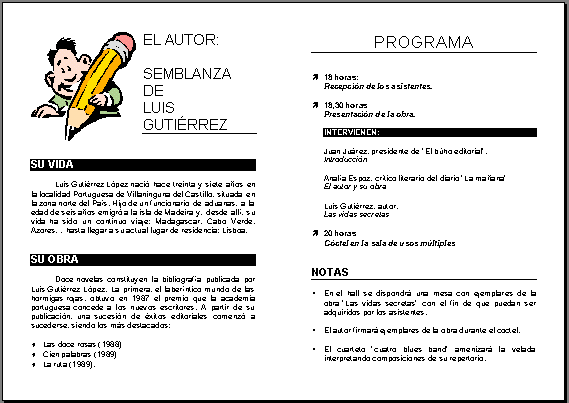 EL AUTOR:
SEMBLANZA
DE
LUIS
GUTIÉRREZ
SU VIDA
Luis Gutiérrez López nació hace treinta y siete años en
la localidad Portuguesa de Villaningura del Castillo, situada en
la zona norte del País. Hijo de un funcionario de aduanas, a la
edad de seis años emigró a la isla de Madeira y, desde allí, su
vida ha sido un continuo viaje: Madagascar, Cabo Verde,
Azores... hasta llegar a su actual lugar de residencia: Lisboa.
SU OBRA
Doce novelas constituyen la bibliografía publicada por
Luis Gutiérrez López. La primera, el laberíntico mundo de las
hormigas rojas, obtuvo en 1987 el premio que la academia
portuguesa concede a los nuevos escritores. A partir de su
publicación, una sucesión de éxitos editoriales comenzó a
sucederse, siendo los más destacados:
Las doce rosas (1988)
Cien palabras (1989)
La ruta (1989).
PROGRAMA
18 horas:
Recepción de los asistentes.
18,30 horas
Presentación de la obra.
INTERVIENEN:
Juan Juárez, presidente de "El búho editorial".
Introducción
Analia Espaz, crítico literario del diario "La mañana"
El autor y su obra
Luis Gutiérrez, autor.
Las vidas secretas
20 horas
Cóctel en la sala de usos múltiples
NOTAS
En el hall se dispondrá una mesa con ejemplares de la
obra "Las vidas secretas" con el fin de que puedan ser
adquiridos por los asistentes.
El autor firmará ejemplares de la obra durante el coctel.
El cuarteto "cuatro blues band" amenizará la velada
interpretando composiciones de su repertorio.